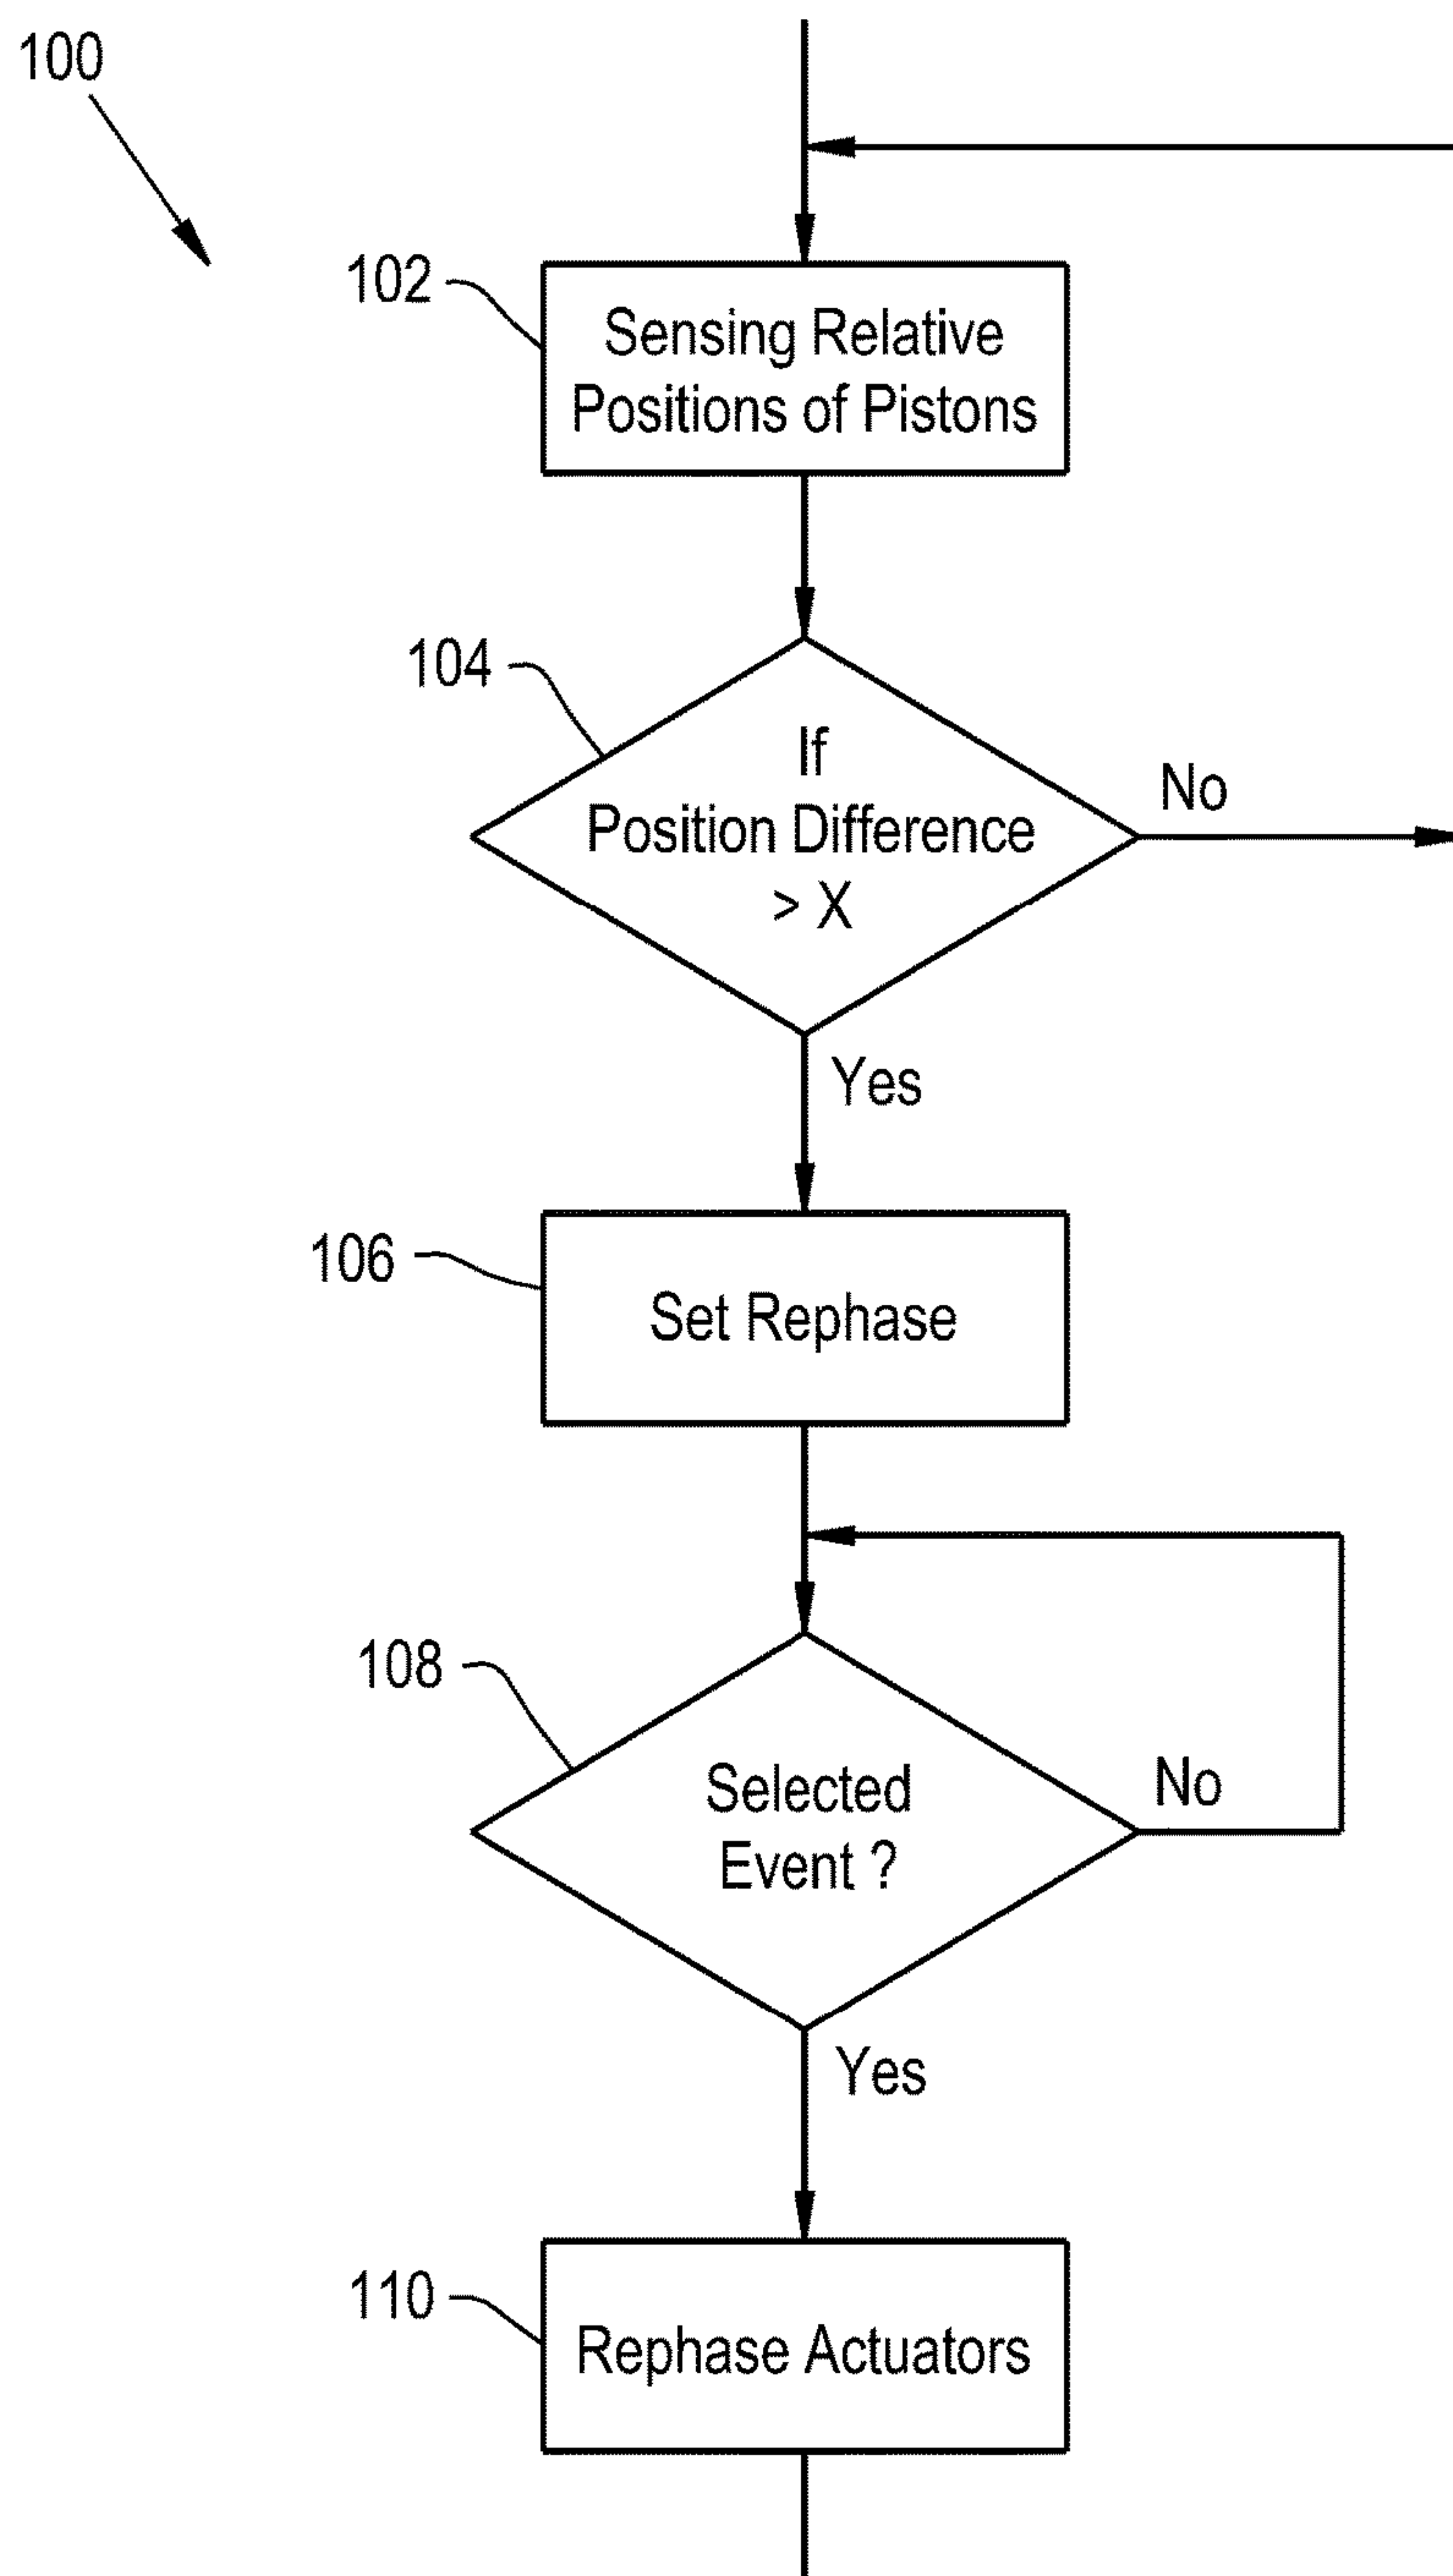 100
102
Sensing Relative
Positions of Pistons
104
If
Position Difference
> X
No
Yes
106
Set Rephase
108
Selected
Event ?
No
Yes
110
Rephase Actuators